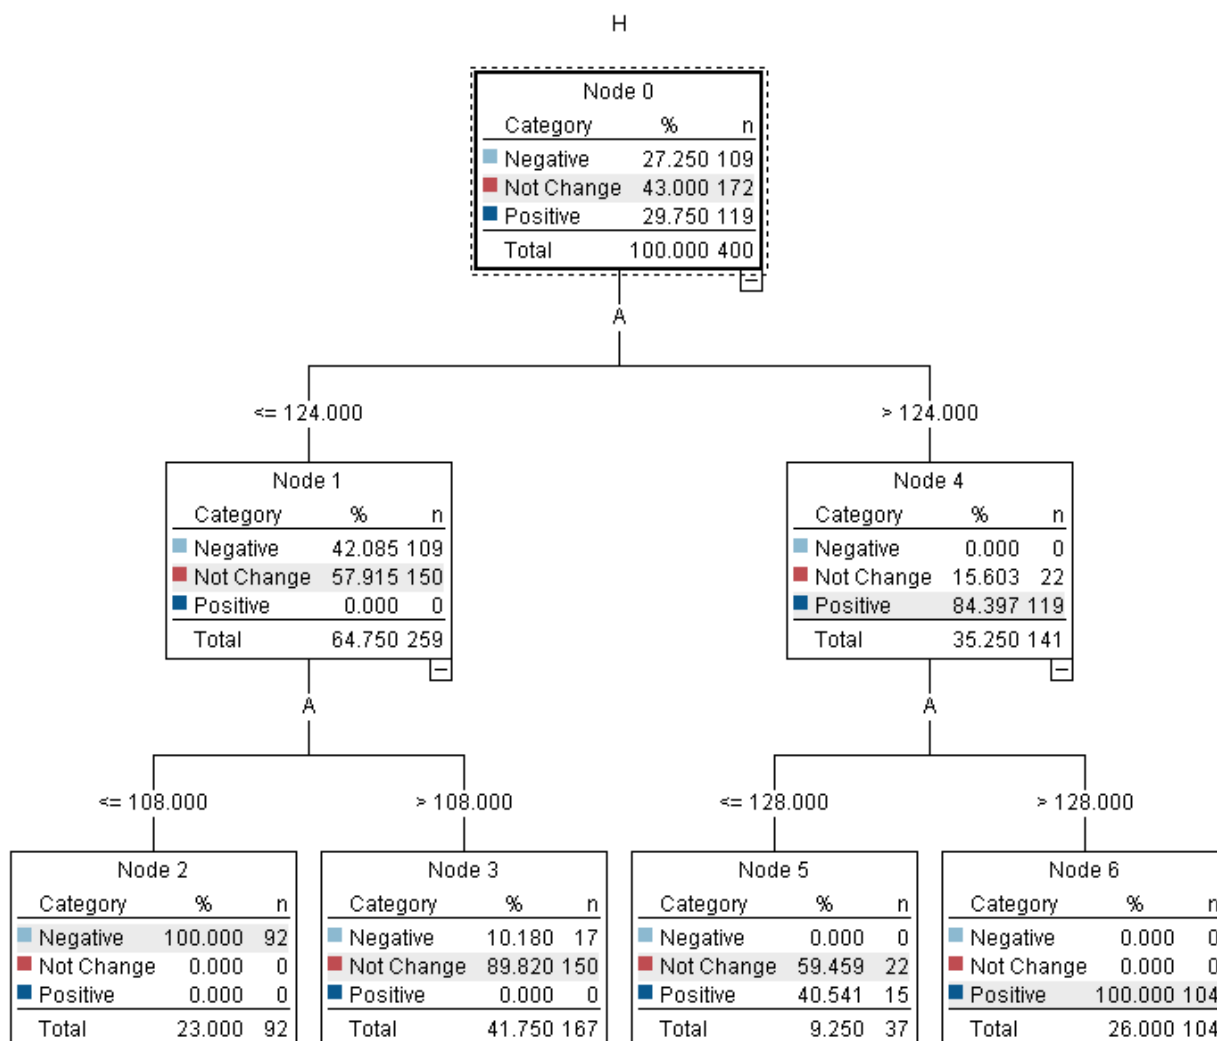 H
Node 0
Category % n
Negative 27.250 109
Not Change 43.000 172
Positive 29.750 119
Total 100.000 400
A
<= 124.000
> 124.000
Node 1
Category % n
Negative 42.085 109
Not Change 57.915 150
Positive 0.000 0
Total 64.750 259
Node 4
Category % n
Negative 0.000 0
Not Change 15.603 22
Positive 84.397 119
Total 35.250 141
A
A
<= 108.000
> 108.000
<= 128.000
> 128.000
Node 2
Category % n
Negative 100.000 92
Not Change 0.000 0
Positive 0.000 0
Total 23.000 92
Node 3
Category % n
Negative 10.180 17
Not Change 89.820 150
Positive 0.000 0
Total 41.750 167
Node 5
Category % n
Negative 0.000 0
Not Change 59.459 22
Positive 40.541 15
Total 9.250 37
Node 6
Category % n
Negative 0.000 0
Not Change 0.000 0
Positive 100.000 104
Total 26.000 104